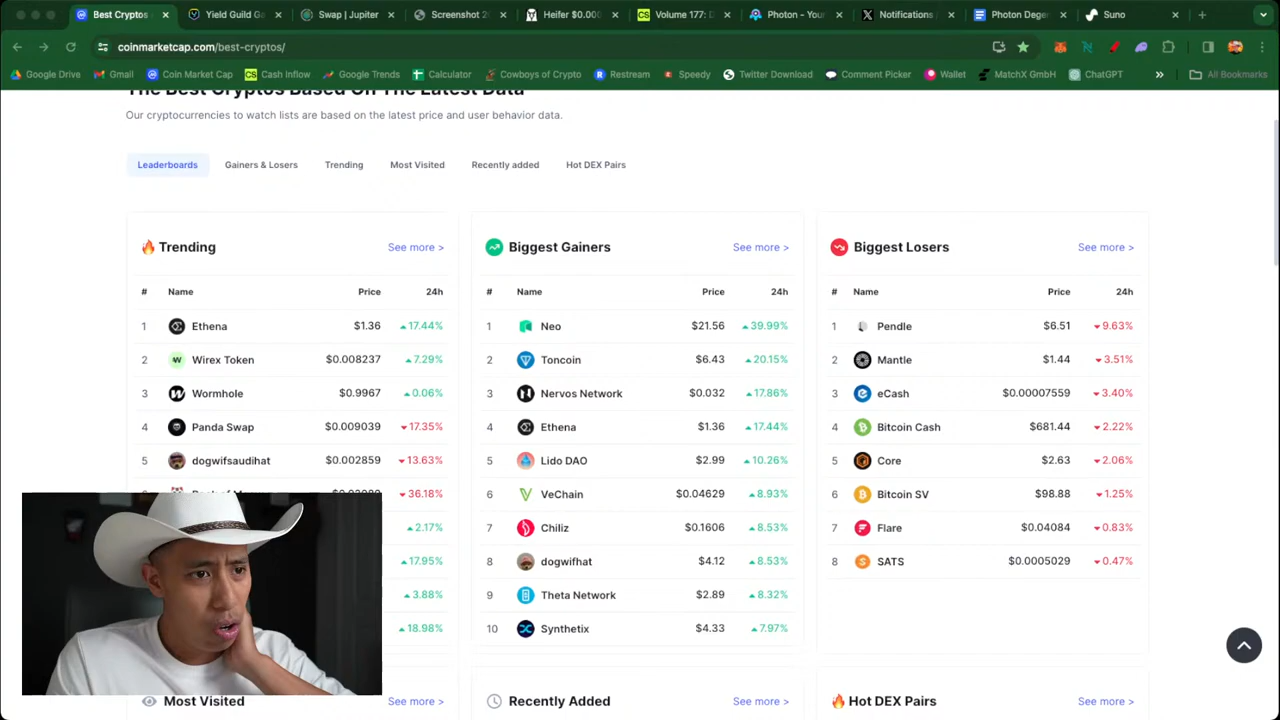 Best Cryptos
Yield Guild Ga
Swap | Jupiter
Screenshot 2
Heifer $0.000
Volume 177: D
Photon - Your
Notifications
Photon Degen
Suno
coinmarketcap.com/best-cryptos/
Google Drive
Gmail
Coin Market Cap
Cash Inflow
Google Trends
Calculator
Cowboys of Crypto
Restream
Speedy
Twitter Download
Comment Picker
Wallet
MatchX GmbH
ChatGPT
»
All Bookmarks
The Best Cryptos Based On The Latest Data
Our cryptocurrencies to watch lists are based on the latest price and user behavior data.
Leaderboards
Gainers & Losers
Trending
Most Visited
Recently added
Hot DEX Pairs
Trending See more >
# Name Price 24h
1 Ethena $1.36 17.44%
2 Wirex Token $0.008237 7.29%
3 Wormhole $0.9967 0.06%
4 Panda Swap $0.009039 17.35%
5 dogwifsaudihat $0.002859 13.63%
36.18%
2.17%
17.95%
3.88%
18.98%
Biggest Gainers See more >
# Name Price 24h
1 Neo $21.56 39.99%
2 Toncoin $6.43 20.15%
3 Nervos Network $0.032 17.86%
4 Ethena $1.36 17.44%
5 Lido DAO $2.99 10.26%
6 VeChain $0.04629 8.93%
7 Chiliz $0.1606 8.53%
8 dogwifhat $4.12 8.53%
9 Theta Network $2.89 8.32%
10 Synthetix $4.33 7.97%
Biggest Losers See more >
# Name Price 24h
1 Pendle $6.51 9.63%
2 Mantle $1.44 3.51%
3 eCash $0.00007559 3.40%
4 Bitcoin Cash $681.44 2.22%
5 Core $2.63 2.06%
6 Bitcoin SV $98.88 1.25%
7 Flare $0.04084 0.83%
8 SATS $0.0005029 0.47%
Most Visited See more >
Recently Added See more >
Hot DEX Pairs See more >